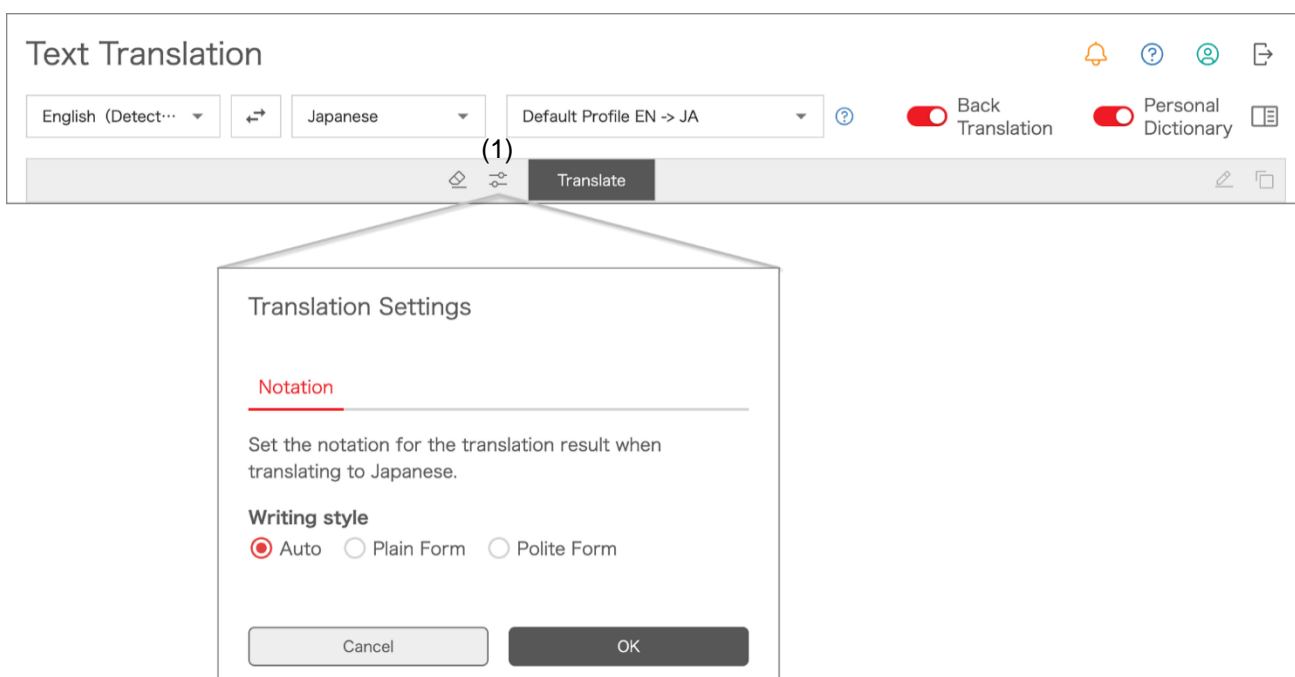 Text Translation
English (Detect…
Japanese
Default Profile EN -> JA
Back
Translation
Personal
Dictionary
(1)
Translate
Translation Settings
Notation
Set the notation for the translation result when
translating to Japanese.
Writing style
Auto Plain Form Polite Form
Cancel OK